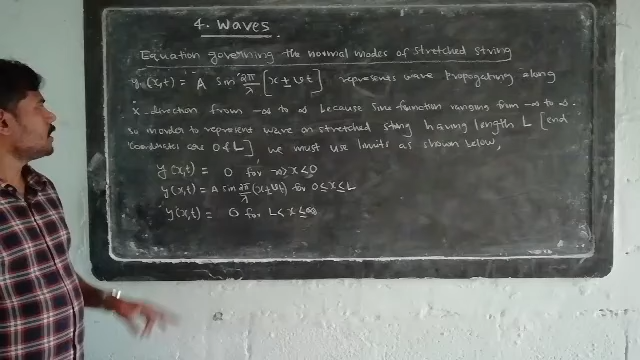 4. Waves
Equation governing the normal modes of stretched string
y(x,t) = A sin 2π/λ [x ± vt] represents wave propogating along
x-direction from -∞ to ∞ because sine function ranging from -∞ to ∞.
so inorder to represent wave on stretched string having length L [end
coordinates are 0 & L] we must use limits as shown below,
y(x,t) = 0 for x<0
y(x,t) = A sin 2π/λ (x±vt) for 0≤x≤L
y(x,t) = 0 for L<x≤∞